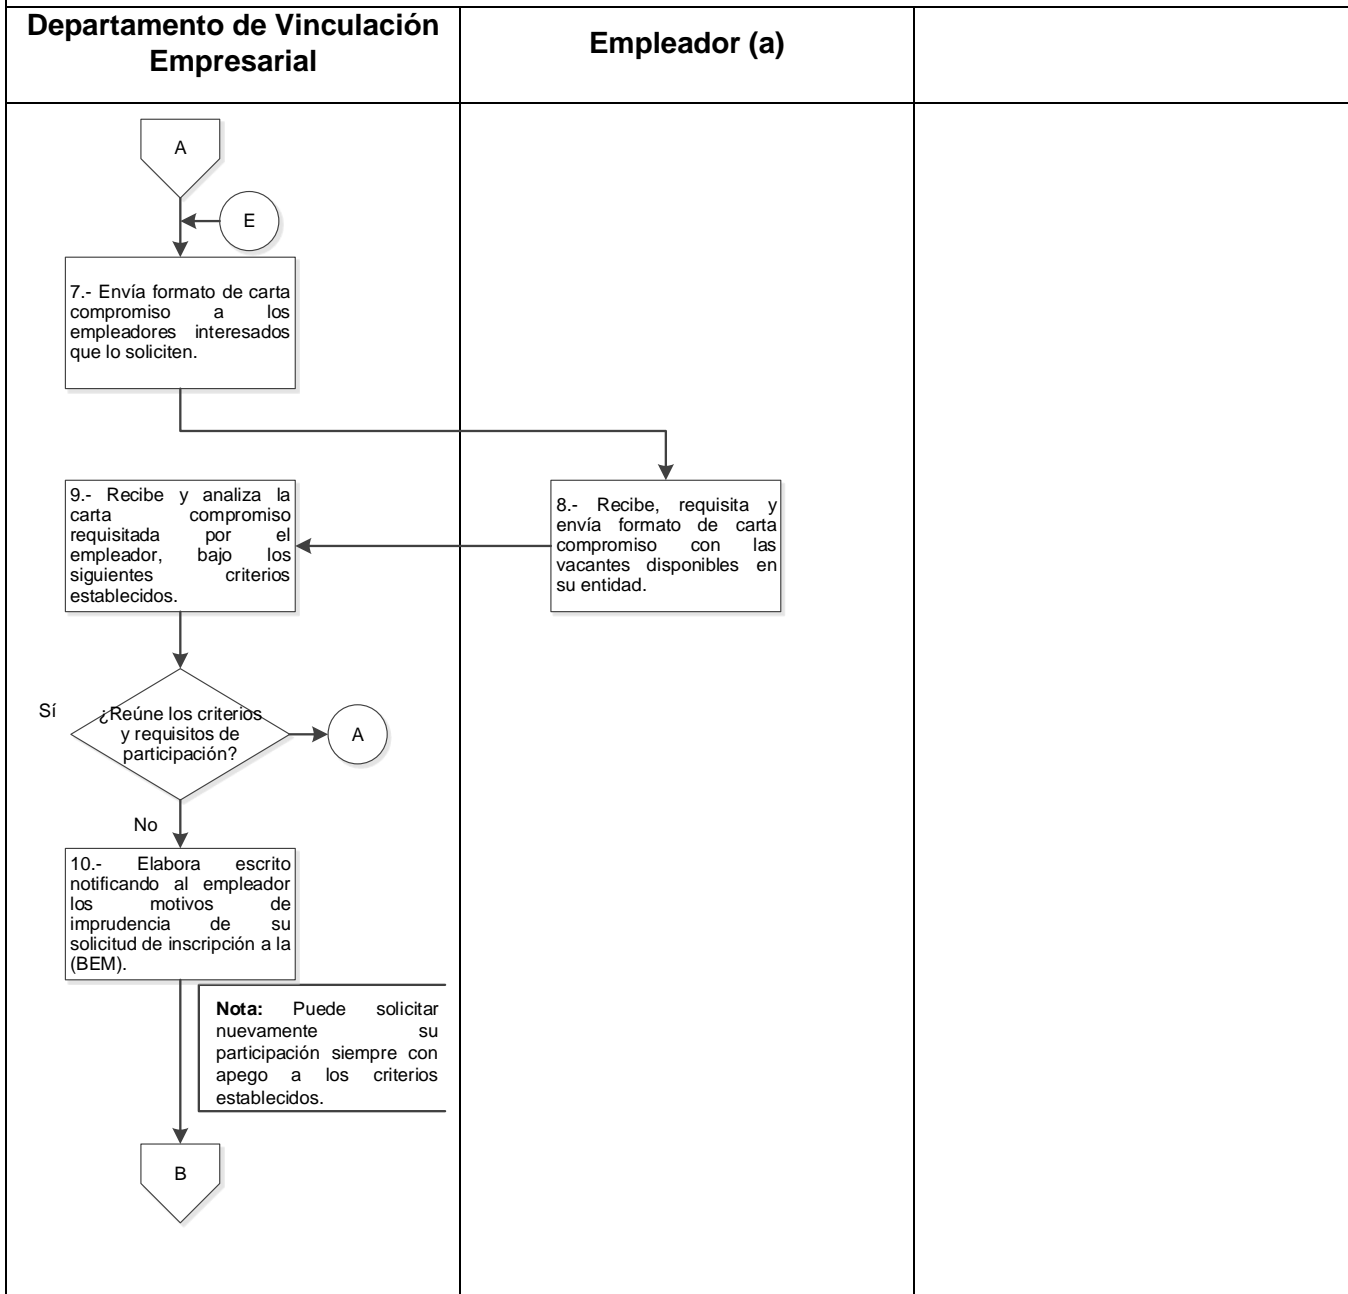 Departamento de Vinculación
Empresarial
Empleador (a)
A
E
7.- Envía formato de carta
compromiso a los
empleadores interesados
que lo soliciten.
9.- Recibe y analiza la
carta compromiso
requisitada por el
empleador, bajo los
siguientes criterios
establecidos.
8.- Recibe, requisita y
envía formato de carta
compromiso con las
vacantes disponibles en
su entidad.
Sí
¿Reúne los criterios
y requisitos de
participación?
A
No
10.- Elabora escrito
notificando al empleador
los motivos de
imprudencia de su
solicitud de inscripción a la
(BEM).
Nota: Puede solicitar
nuevamente su
participación siempre con
apego a los criterios
establecidos.
B